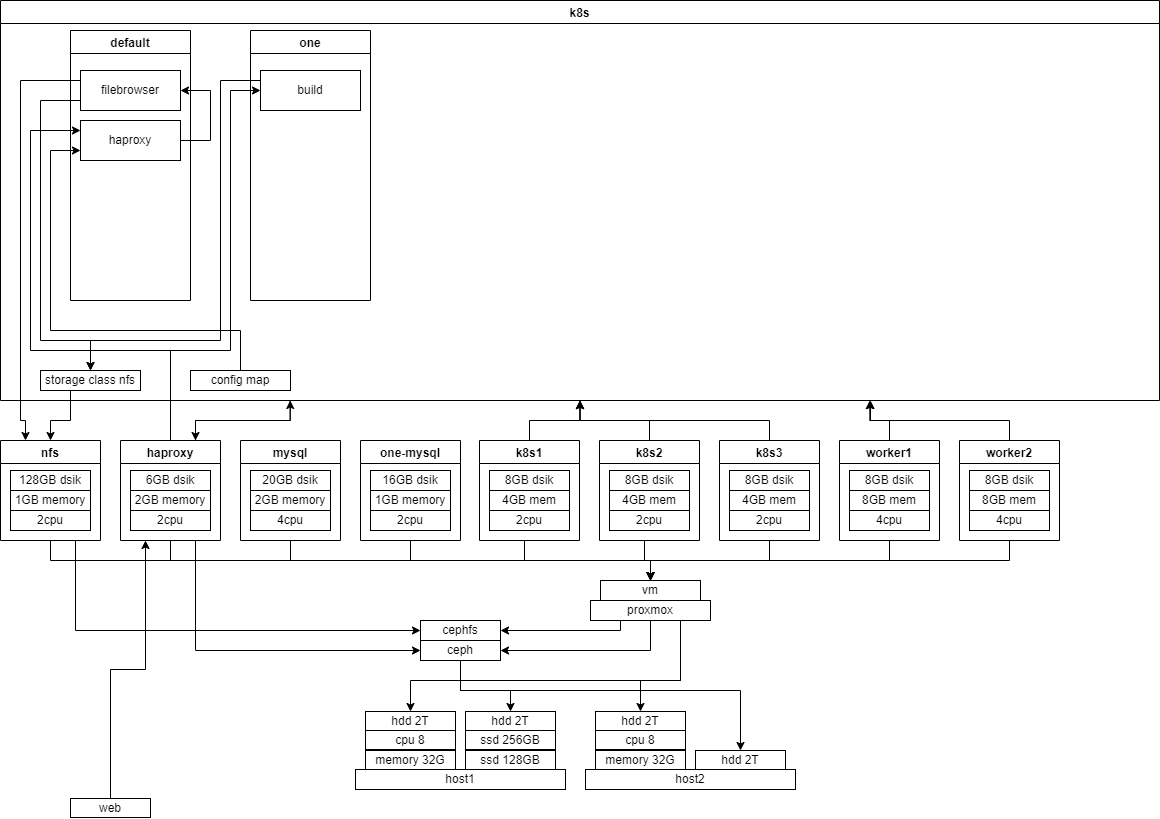 k8s
default
one
filebrowser
build
haproxy
storage class nfs
config map
nfs
haproxy
mysql
one-mysql
k8s1
k8s2
k8s3
worker1
worker2
128GB dsik
6GB dsik
20GB dsik
16GB dsik
8GB dsik
8GB dsik
8GB dsik
8GB dsik
8GB dsik
1GB memory
2GB memory
2GB memory
1GB memory
4GB mem
4GB mem
4GB mem
8GB mem
8GB mem
2cpu
2cpu
4cpu
2cpu
2cpu
2cpu
2cpu
4cpu
4cpu
vm
proxmox
cephfs
ceph
hdd 2T
hdd 2T
hdd 2T
cpu 8
ssd 256GB
cpu 8
memory 32G
ssd 128GB
memory 32G
hdd 2T
host1
host2
web